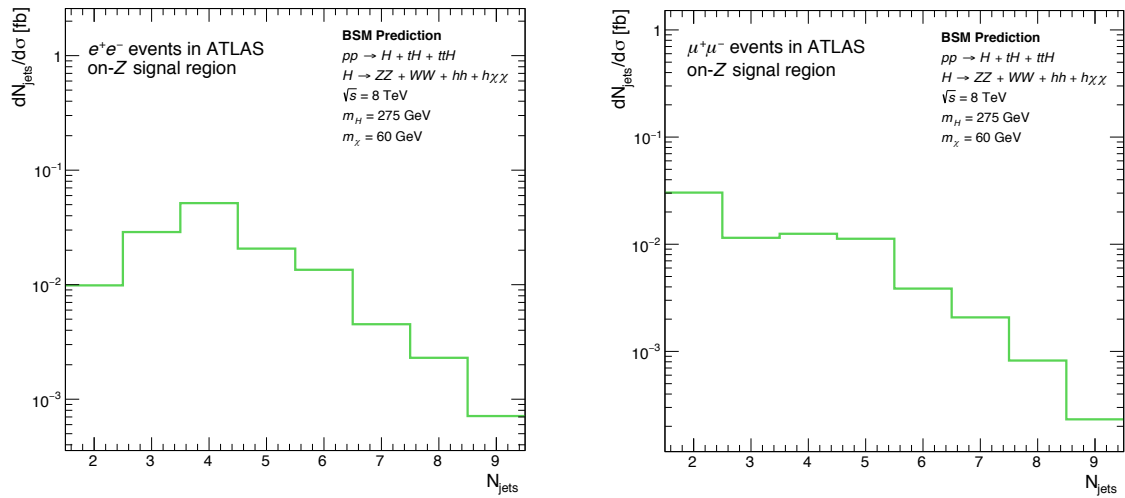 dN_jets/dσ [fb]
e⁺e⁻ events in ATLAS
on-Z signal region
BSM Prediction
pp → H + tH + ttH
H → ZZ + WW + hh + hχχ
√s = 8 TeV
m_H = 275 GeV
m_χ = 60 GeV
1
10⁻¹
10⁻²
10⁻³
2 3 4 5 6 7 8 9
N_jets
dN_jets/dσ [fb]
μ⁺μ⁻ events in ATLAS
on-Z signal region
BSM Prediction
pp → H + tH + ttH
H → ZZ + WW + hh + hχχ
√s = 8 TeV
m_H = 275 GeV
m_χ = 60 GeV
1
10⁻¹
10⁻²
10⁻³
2 3 4 5 6 7 8 9
N_jets